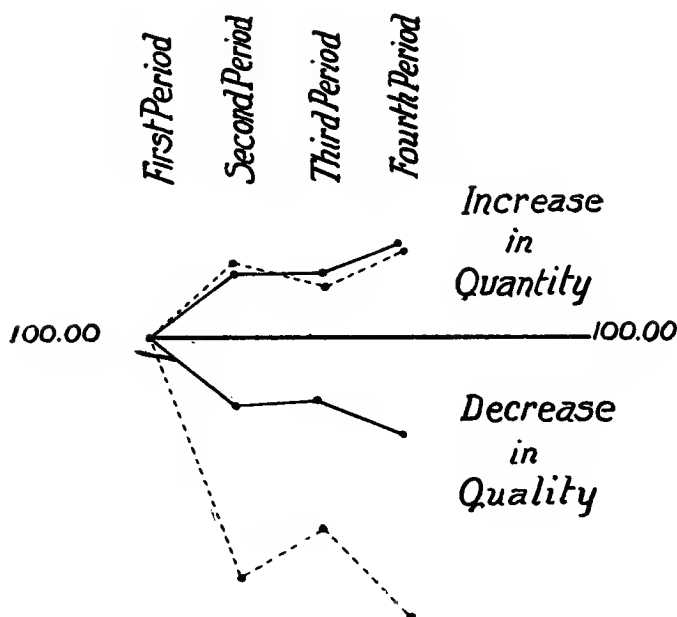 First Period
Second Period
Third Period
Fourth Period
Increase
in
Quantity
100.00
100.00
Decrease
in
Quality